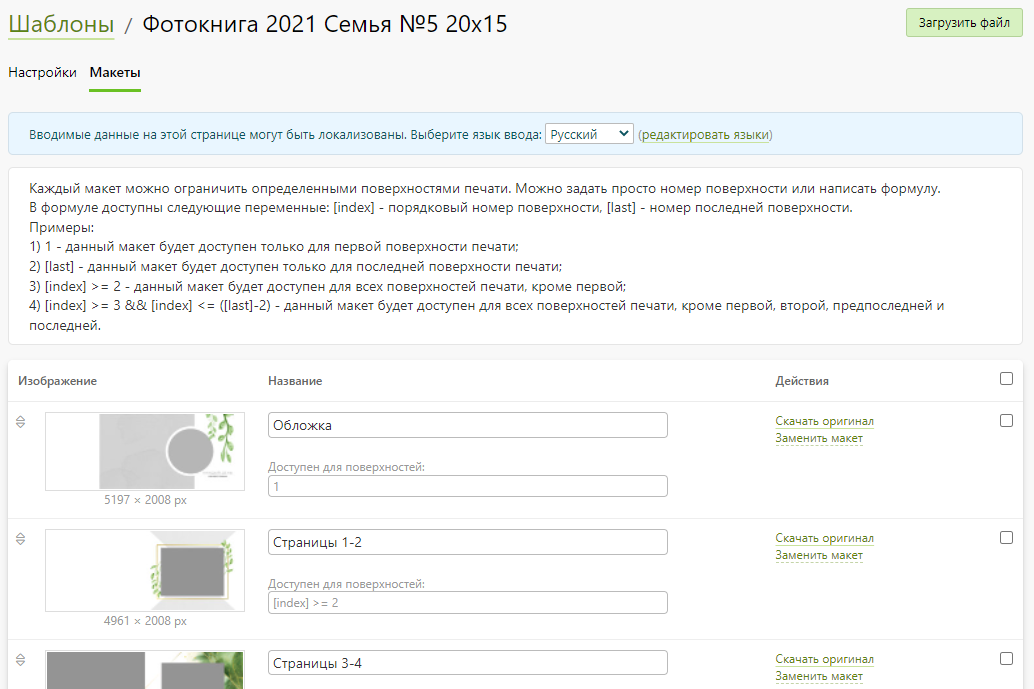 Шаблоны / Фотокнига 2021 Семья №5 20x15
Загрузить файл
Настройки Макеты
Вводимые данные на этой странице могут быть локализованы. Выберите язык ввода: Русский (редактировать языки)
Каждый макет можно ограничить определенными поверхностями печати. Можно задать просто номер поверхности или написать формулу.
В формуле доступны следующие переменные: [index] - порядковый номер поверхности, [last] - номер последней поверхности.
Примеры:
1) 1 - данный макет будет доступен только для первой поверхности печати;
2) [last] - данный макет будет доступен только для последней поверхности печати;
3) [index] >= 2 - данный макет будет доступен для всех поверхностей печати, кроме первой;
4) [index] >= 3 && [index] <= ([last]-2) - данный макет будет доступен для всех поверхностей печати, кроме первой, второй, предпоследней и
последней.
Изображение Название Действия
Обложка
Доступен для поверхностей:
1
5197 × 2008 px
Скачать оригинал
Заменить макет
Страницы 1-2
Доступен для поверхностей:
[index] >= 2
4961 × 2008 px
Скачать оригинал
Заменить макет
Страницы 3-4
Скачать оригинал
Заменить макет